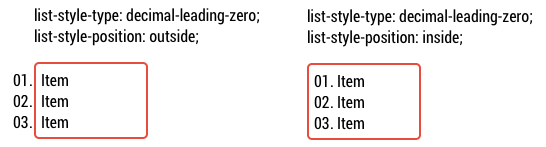 list-style-type: decimal-leading-zero;
list-style-position: outside;
01. Item
02. Item
03. Item
list-style-type: decimal-leading-zero;
list-style-position: inside;
01. Item
02. Item
03. Item